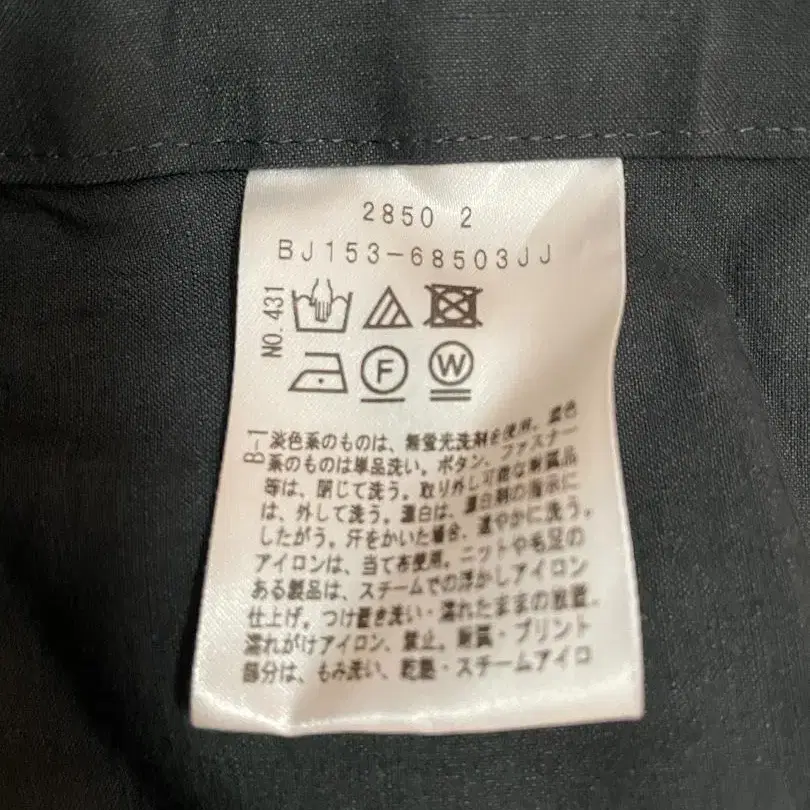 2850 2
BJ153-68503JJ
NO.431
F
W
B-1
淡色系のものは、無蛍光洗剤を使用。濃色
系のものは単品洗い。ボタン、ファスナー
等は、閉じて洗う。取り外し可能な附属品
は、外して洗う。漂白は、漂白剤の指示に
したがう。汗をかいた場合、速やかに洗う。
アイロンは、当て布使用。ニットや毛足の
ある製品は、スチームでの浮かしアイロン
仕上げ。つけ置き洗い・濡れたままの放置、
濡れがけアイロン、禁止。附属・プリント
部分は、もみ洗い、乾熱・スチームアイロ